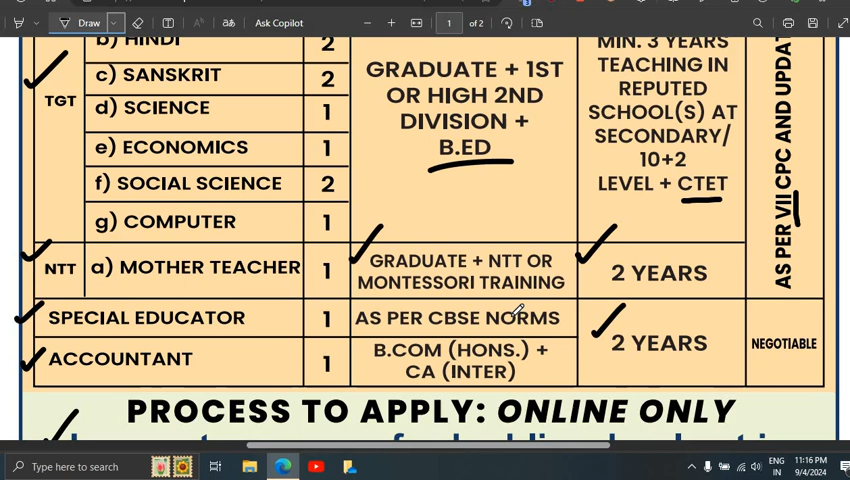 Draw
Ask Copilot
1 of 2
b) HINDI 2
c) SANSKRIT 2
TGT
d) SCIENCE 1
e) ECONOMICS 1
f) SOCIAL SCIENCE 2
g) COMPUTER 1
GRADUATE + 1ST
OR HIGH 2ND
DIVISION +
B.ED
MIN. 3 YEARS
TEACHING IN
REPUTED
SCHOOL(S) AT
SECONDARY/
10+2
LEVEL + CTET
AS PER VII CPC AND UPDAT
NTT a) MOTHER TEACHER 1
GRADUATE + NTT OR
MONTESSORI TRAINING
2 YEARS
SPECIAL EDUCATOR 1 AS PER CBSE NORMS
ACCOUNTANT 1
B.COM (HONS.) +
CA (INTER)
2 YEARS
NEGOTIABLE
PROCESS TO APPLY: ONLINE ONLY
Type here to search
ENG
IN
11:16 PM
9/4/2024